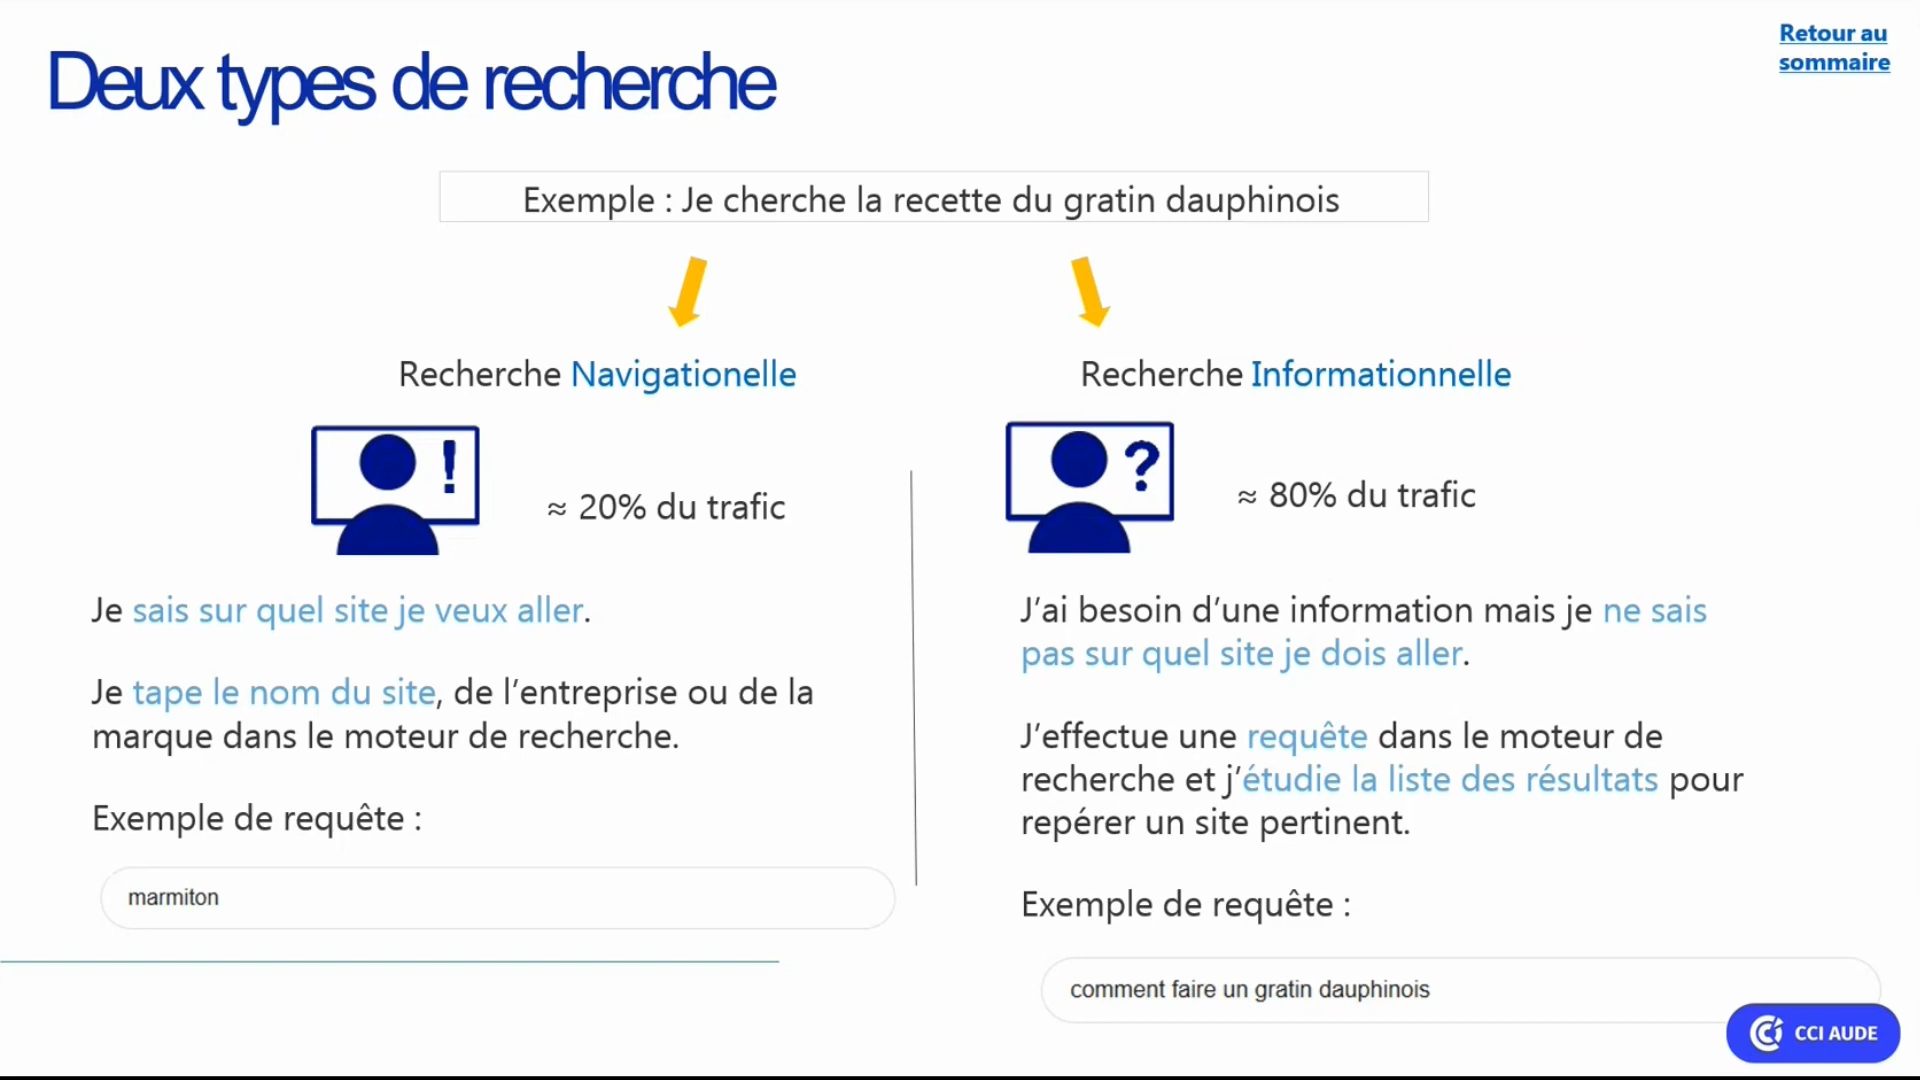 Deux types de recherche
Retour au
sommaire
Exemple : Je cherche la recette du gratin dauphinois
Recherche Navigationelle
! ≈ 20% du trafic
Je sais sur quel site je veux aller.
Je tape le nom du site, de l’entreprise ou de la
marque dans le moteur de recherche.
Exemple de requête :
marmiton
Recherche Informationnelle
? ≈ 80% du trafic
J’ai besoin d’une information mais je ne sais
pas sur quel site je dois aller.
J’effectue une requête dans le moteur de
recherche et j’étudie la liste des résultats pour
repérer un site pertinent.
Exemple de requête :
comment faire un gratin dauphinois
CCI AUDE